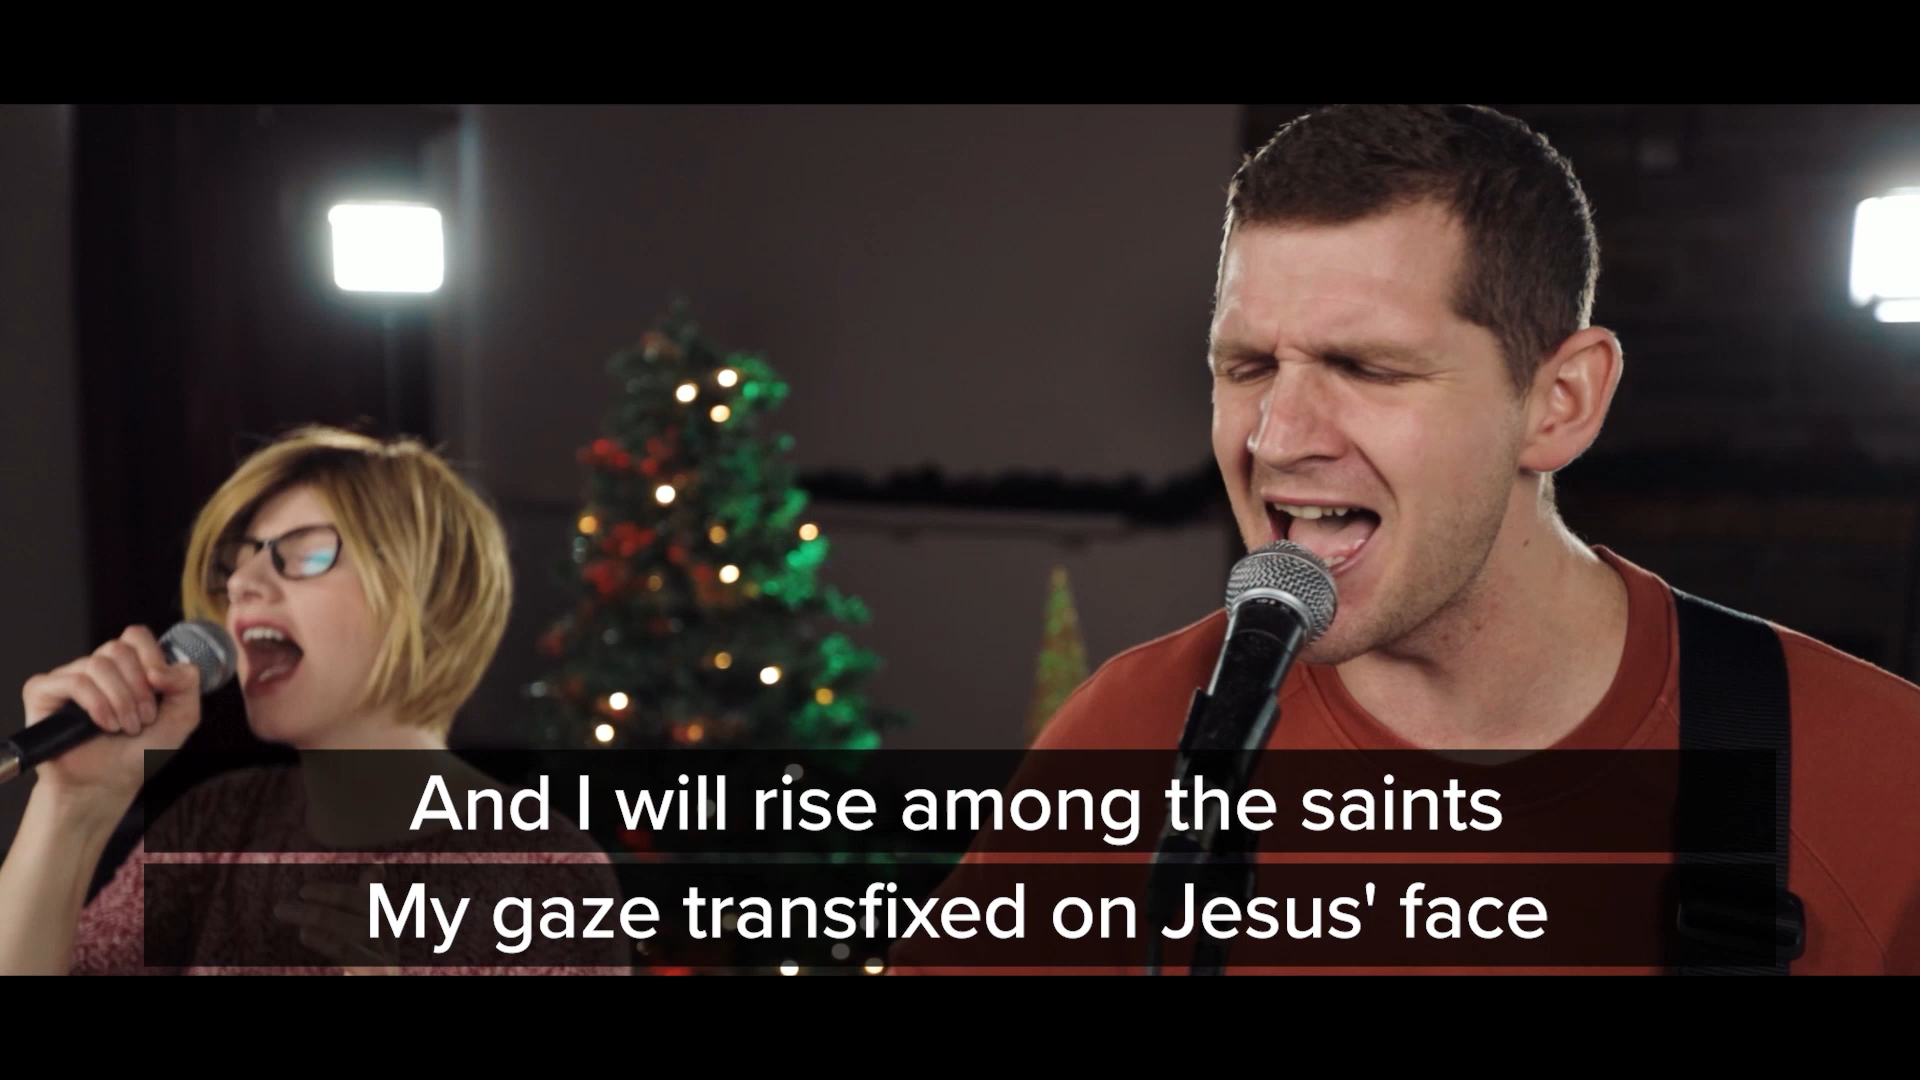 And I will rise among the saints
My gaze transfixed on Jesus' face